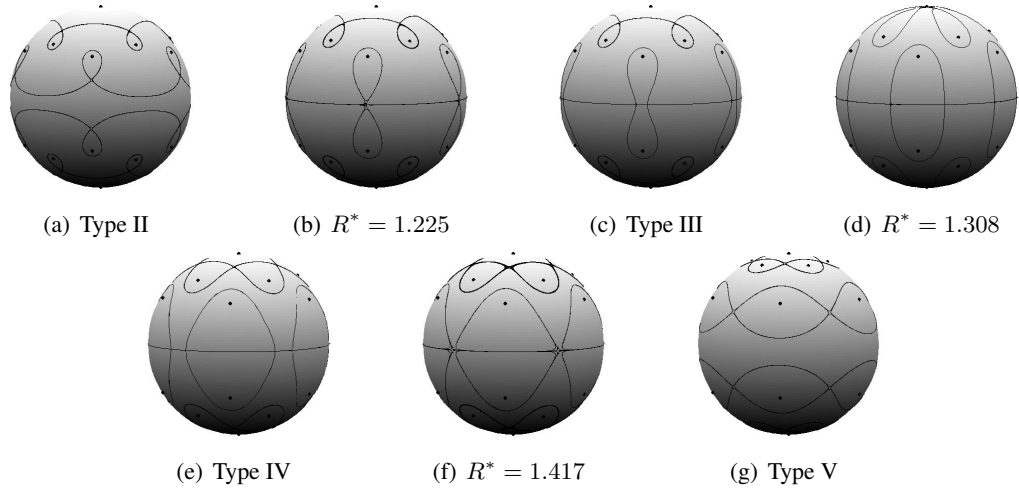 (a) Type II
(b) R* = 1.225
(c) Type III
(d) R* = 1.308
(e) Type IV
(f) R* = 1.417
(g) Type V